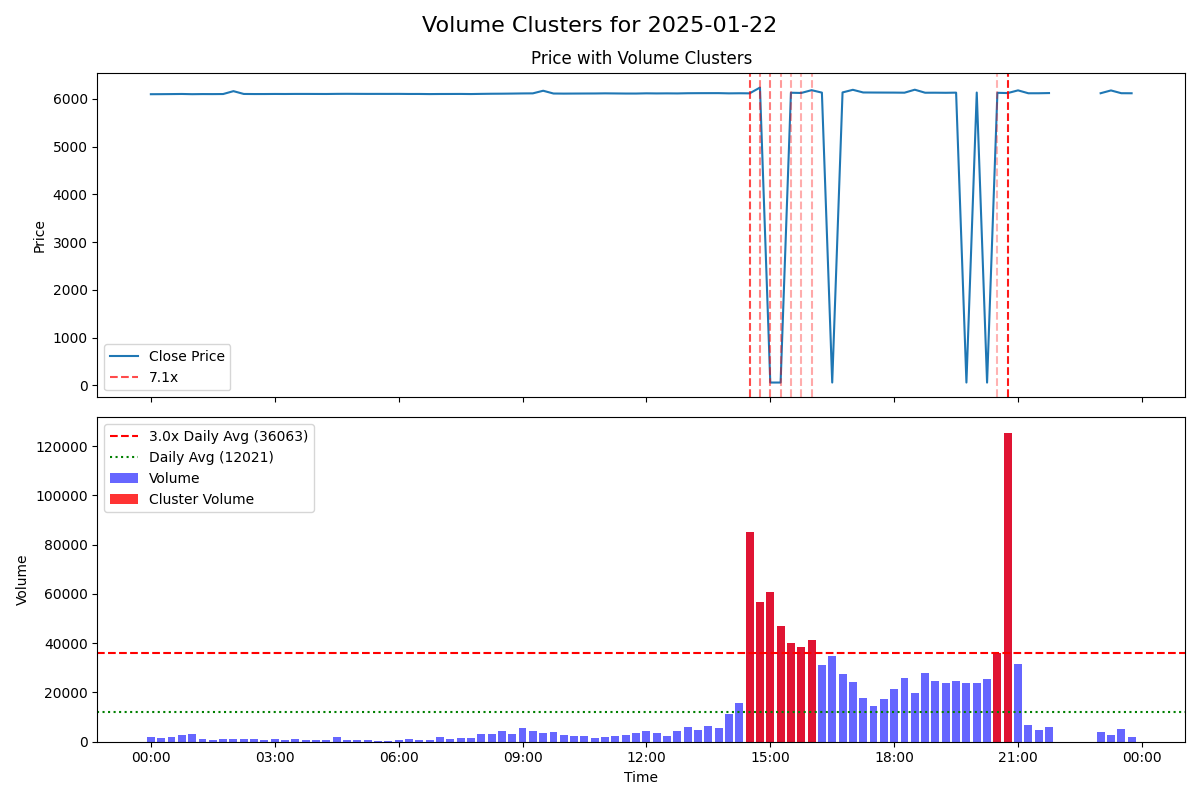 Volume Clusters for 2025-01-22
Price with Volume Clusters
Price
6000
5000
4000
3000
2000
1000
0
Close Price
7.1x
Volume
120000
100000
80000
60000
40000
20000
0
3.0x Daily Avg (36063)
Daily Avg (12021)
Volume
Cluster Volume
00:00 03:00 06:00 09:00 12:00 15:00 18:00 21:00 00:00
Time